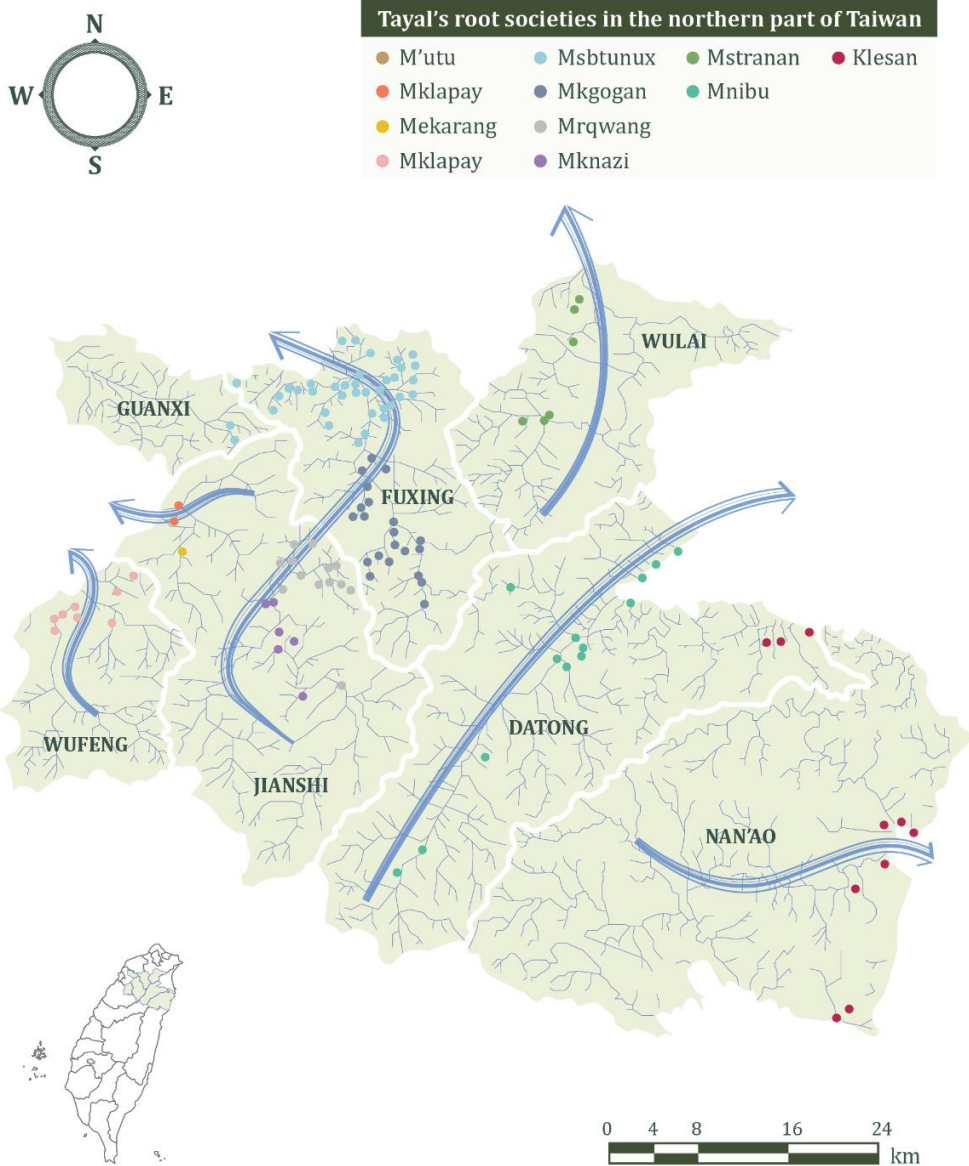 N
W E
S
Tayal's root societies in the northern part of Taiwan
M'utu Msbtunux Mstranan Klesan
Mklapay Mkgogan Mnibu
Mekarang Mrqwang
Mklapay Mknazi
WULAI
GUANXI
FUXING
DATONG
WUFENG
JIANSHI
NAN'AO
0 4 8 16 24
km